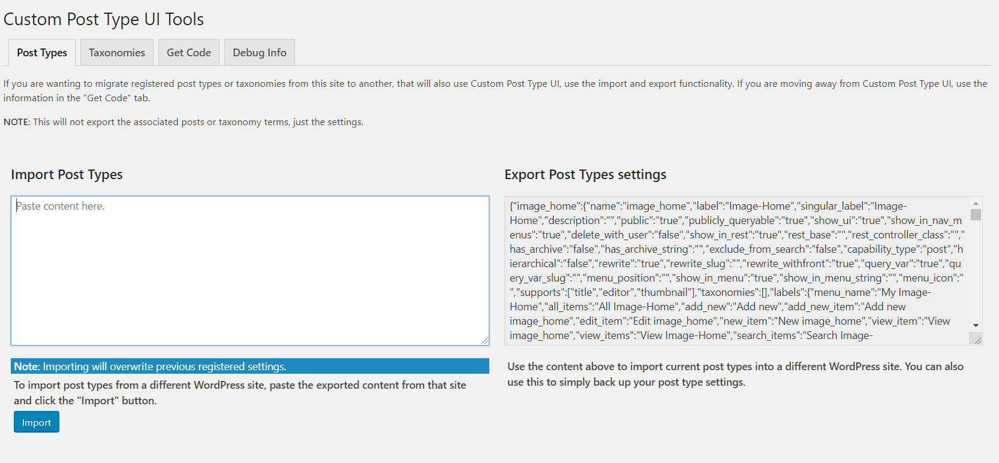 Custom Post Type UI Tools
Post Types
Taxonomies
Get Code
Debug Info
If you are wanting to migrate registered post types or taxonomies from this site to another, that will also use Custom Post Type UI, use the import and export functionality. If you are moving away from Custom Post Type UI, use the
information in the "Get Code" tab.
NOTE: This will not export the associated posts or taxonomy terms, just the settings.
Import Post Types
Paste content here.
Note: Importing will overwrite previous registered settings.
To import post types from a different WordPress site, paste the exported content from that site
and click the "Import" button.
Import
Export Post Types settings
{"image_home":{"name":"image_home","label":"Image-Home","singular_label":"Image-
Home","description":"","public":"true","publicly_queryable":"true","show_ui":"true","show_in_nav_m
enus":"true","delete_with_user":"false","show_in_rest":"true","rest_base":"","rest_controller_class":"","
has_archive":"false","has_archive_string":"","exclude_from_search":"false","capability_type":"post","h
ierarchical":"false","rewrite":"true","rewrite_slug":"","rewrite_withfront":"true","query_var":"true","qu
ery_var_slug":"","menu_position":"","show_in_menu":"true","show_in_menu_string":"","menu_icon":"
","supports":["title","editor","thumbnail"],"taxonomies":[],"labels":{"menu_name":"My Image-
Home","all_items":"All Image-Home","add_new":"Add new","add_new_item":"Add new
image_home","edit_item":"Edit image_home","new_item":"New image_home","view_item":"View
image_home","view_items":"View Image-Home","search_items":"Search Image-
Use the content above to import current post types into a different WordPress site. You can also
use this to simply back up your post type settings.